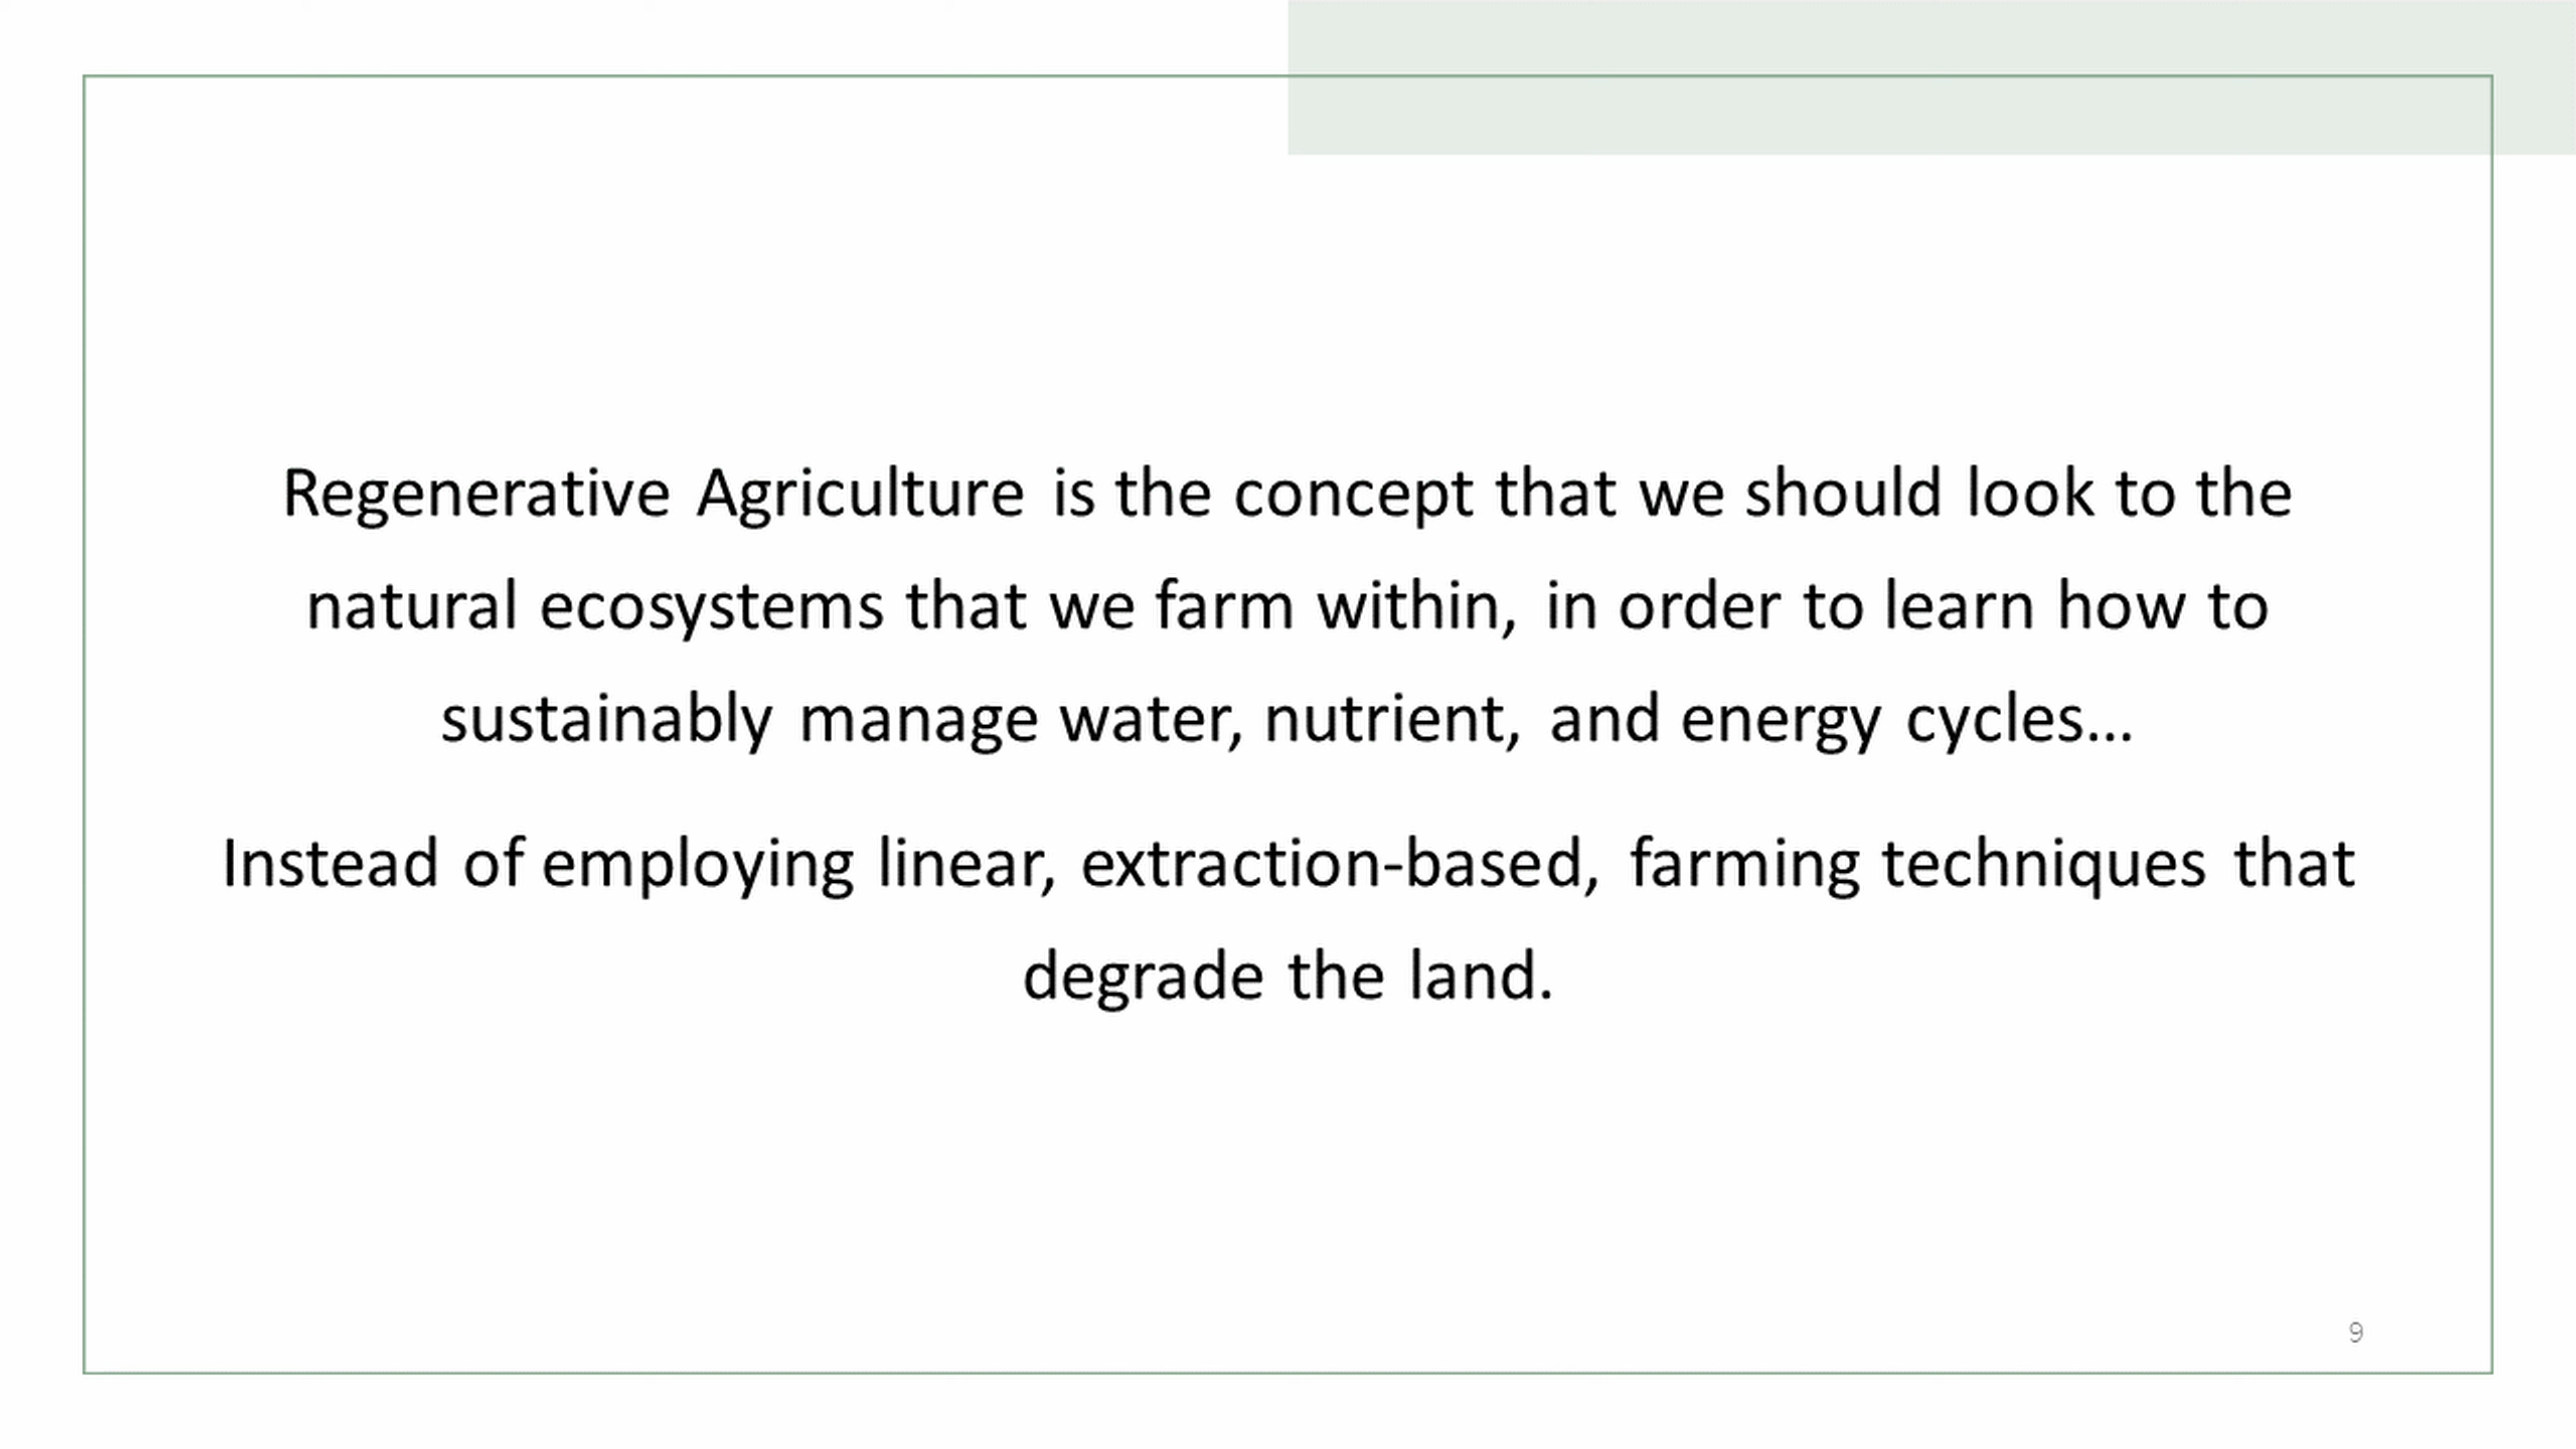 Regenerative Agriculture is the concept that we should look to the
natural ecosystems that we farm within, in order to learn how to
sustainably manage water, nutrient, and energy cycles...
Instead of employing linear, extraction-based, farming techniques that
degrade the land.
9